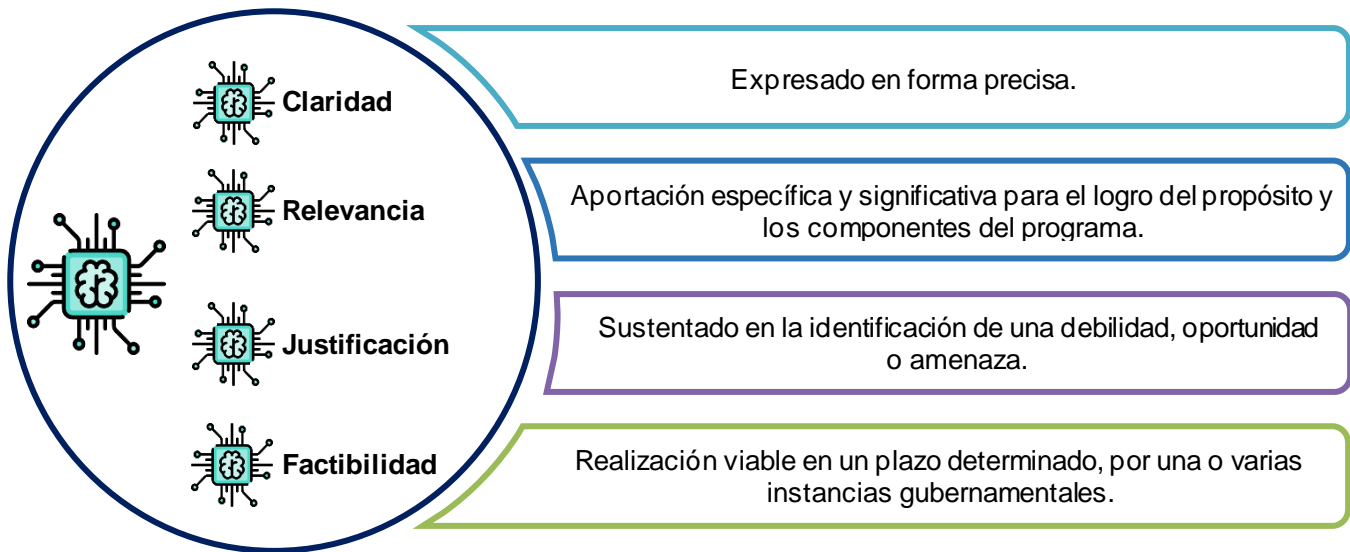 Claridad
Expresado en forma precisa.
Relevancia
Aportación específica y significativa para el logro del propósito y
los componentes del programa.
Justificación
Sustentado en la identificación de una debilidad, oportunidad
o amenaza.
Factibilidad
Realización viable en un plazo determinado, por una o varias
instancias gubernamentales.